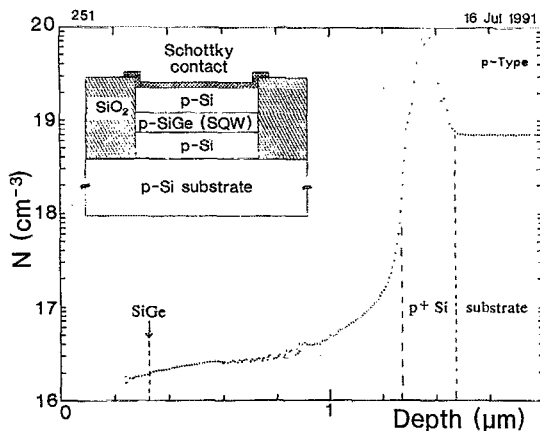 251
16 Jul 1991
20
19
18
17
16
N (cm⁻³)
p-Type
Schottky
contact
SiO₂
p-Si
p-SiGe (SQW)
p-Si
p-Si substrate
SiGe
p⁺ Si
substrate
0
1
Depth (μm)